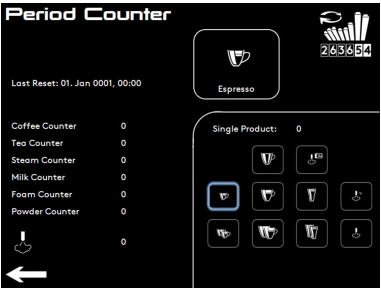 Period Counter
263654
Espresso
Last Reset: 01. Jan 0001, 00:00
Coffee Counter 0
Tea Counter 0
Steam Counter 0
Milk Counter 0
Foam Counter 0
Powder Counter 0
0
Single Product: 0